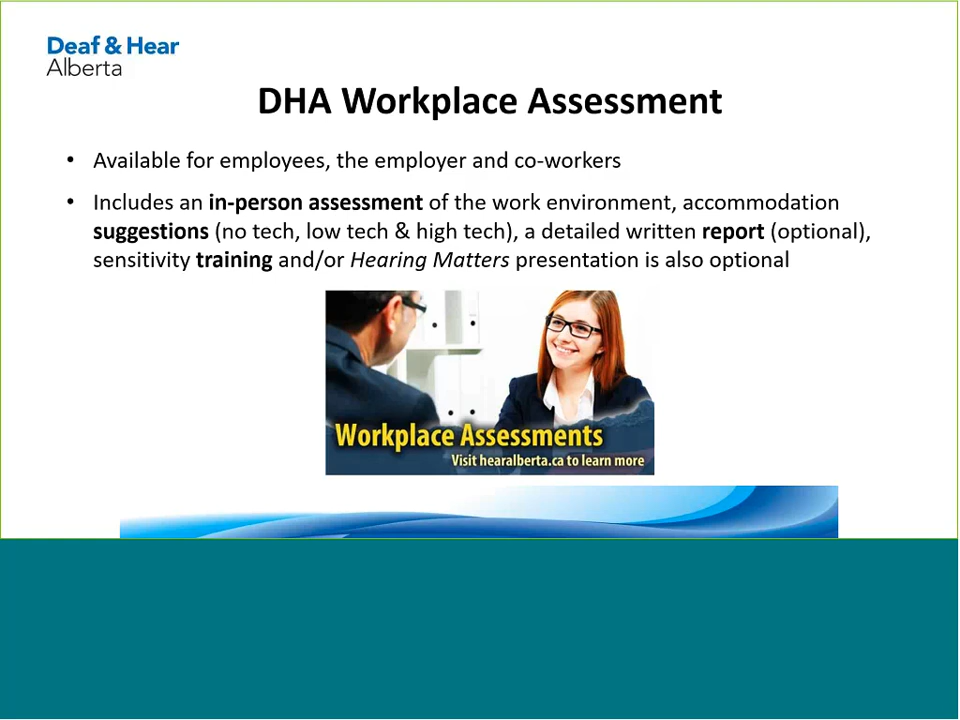 Deaf & Hear
Alberta
DHA Workplace Assessment
• Available for employees, the employer and co-workers
• Includes an in-person assessment of the work environment, accommodation
suggestions (no tech, low tech & high tech), a detailed written report (optional),
sensitivity training and/or Hearing Matters presentation is also optional
Workplace Assessments
Visit hearalberta.ca to learn more